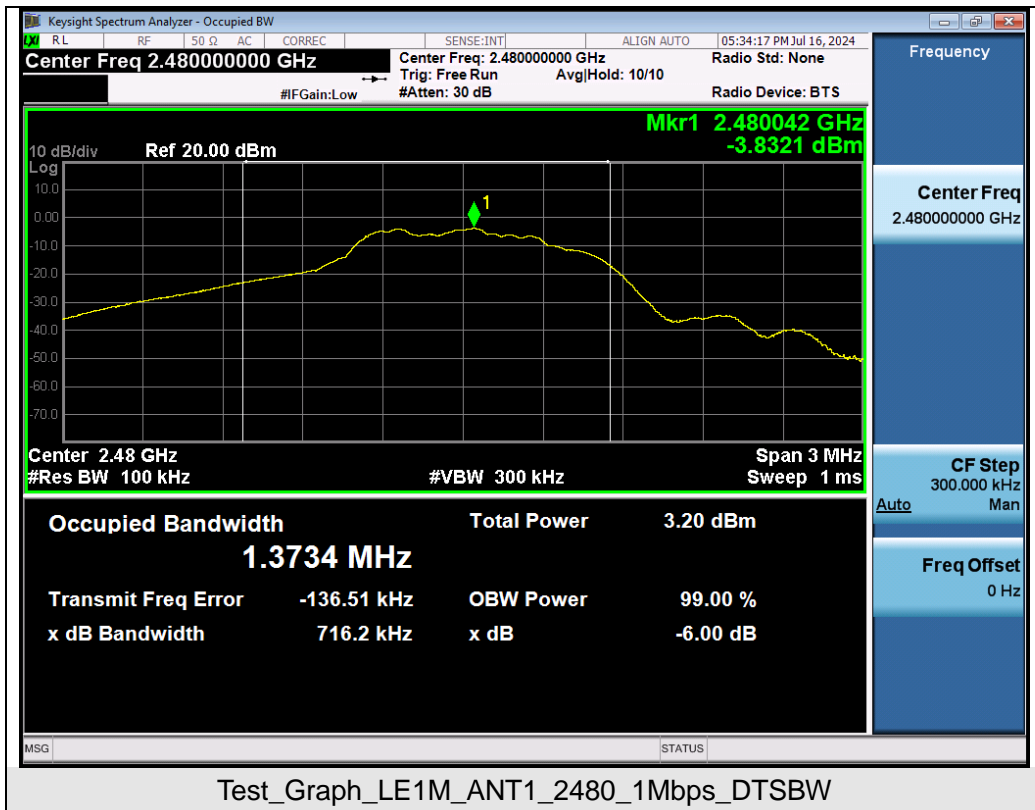 Keysight Spectrum Analyzer - Occupied BW
LXI RL RF 50 Ω AC CORREC SENSE:INT ALIGN AUTO 05:34:17 PM Jul 16, 2024
Center Freq 2.480000000 GHz
Center Freq: 2.480000000 GHz Radio Std: None
Trig: Free Run Avg|Hold: 10/10
#IFGain:Low #Atten: 30 dB Radio Device: BTS
Frequency
Mkr1 2.480042 GHz
-3.8321 dBm
10 dB/div Ref 20.00 dBm
Log
10.0
0.00
-10.0
-20.0
-30.0
-40.0
-50.0
-60.0
-70.0
1
Center 2.48 GHz Span 3 MHz
#Res BW 100 kHz #VBW 300 kHz Sweep 1 ms
Center Freq
2.480000000 GHz
CF Step
300.000 kHz
Auto Man
Freq Offset
0 Hz
Occupied Bandwidth Total Power 3.20 dBm
1.3734 MHz
Transmit Freq Error -136.51 kHz OBW Power 99.00 %
x dB Bandwidth 716.2 kHz x dB -6.00 dB
MSG STATUS
Test_Graph_LE1M_ANT1_2480_1Mbps_DTSBW